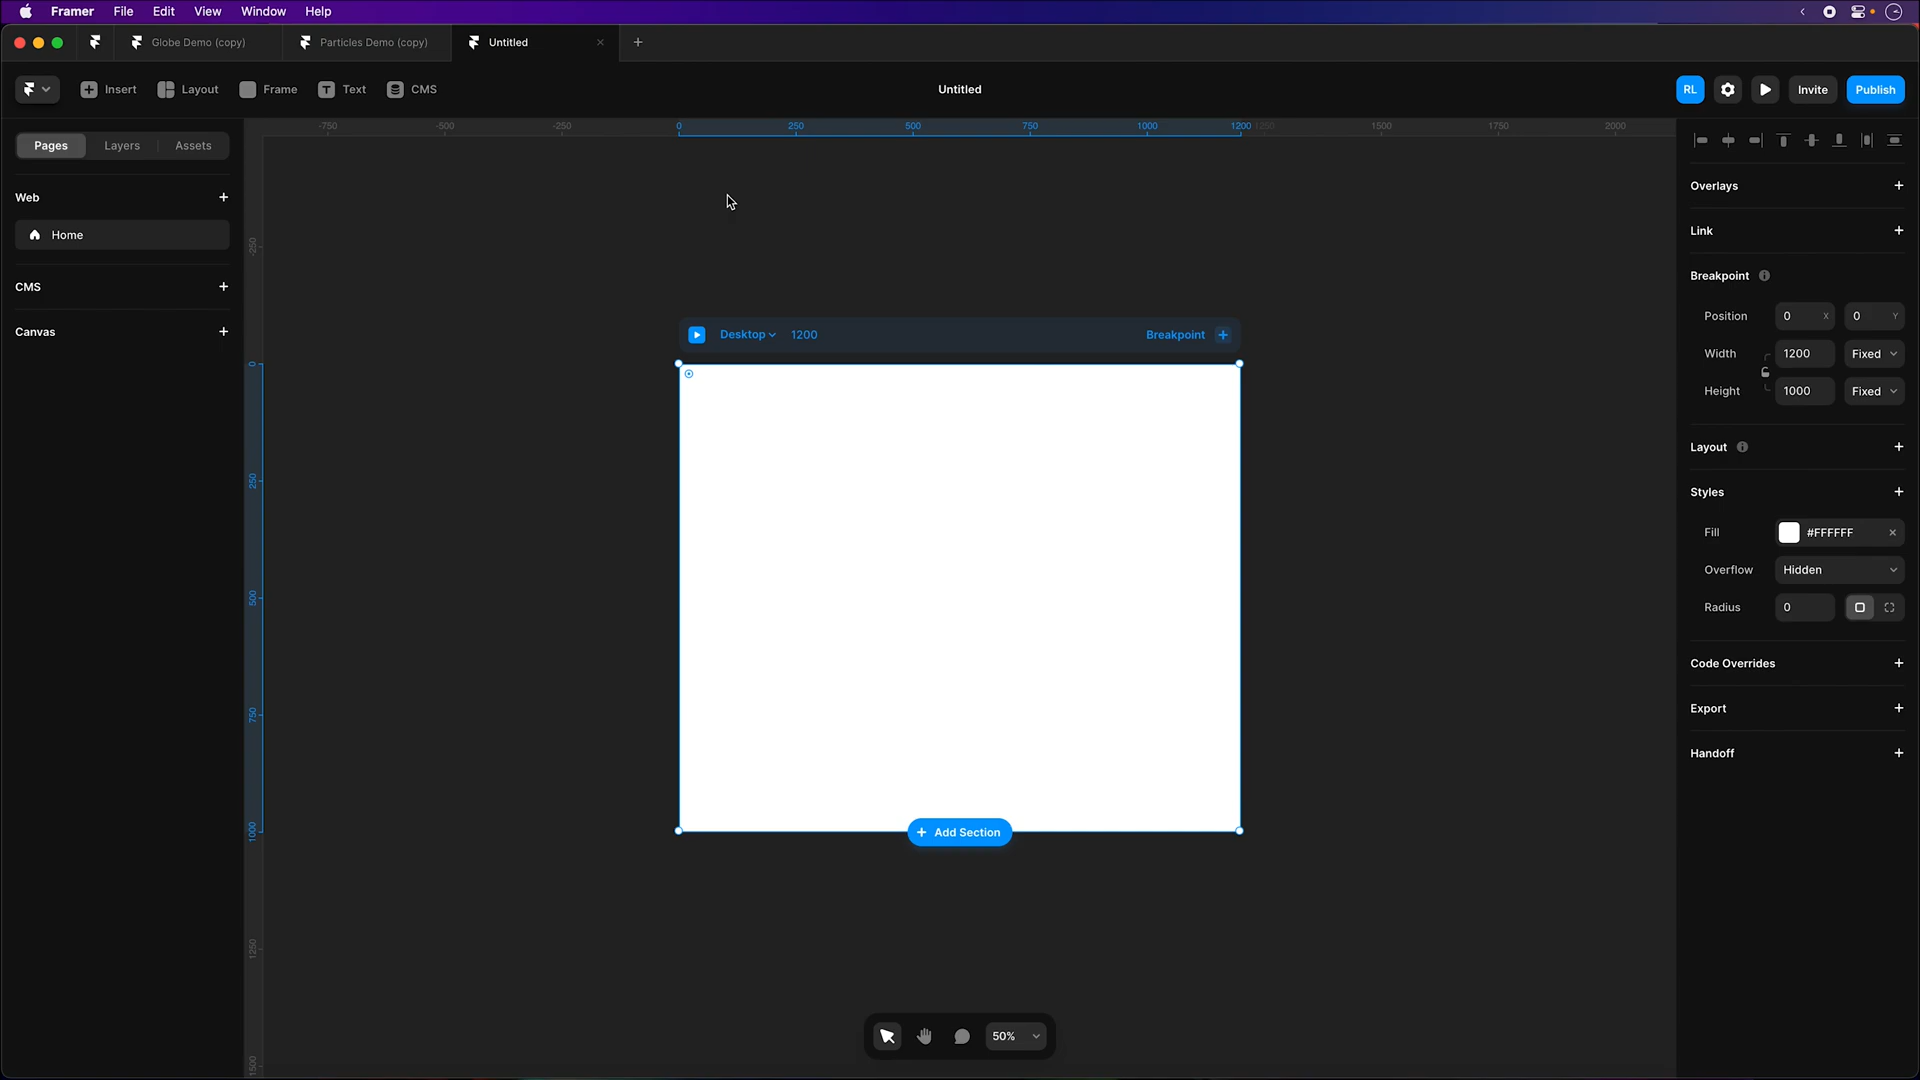 Framer File Edit View Window Help
Globe Demo (copy) Particles Demo (copy) Untitled
Insert Layout Frame Text CMS Untitled RL Invite Publish
-750 -500 -250 0 250 500 750 1000 1200 1250 1500 1750 2000
Pages Layers Assets
Web
Home
CMS
Canvas
-250
0
250
500
750
1000
1250
1500
Desktop 1200 Breakpoint
Add Section
50%
Overlays
Link
Breakpoint
Position 0 X 0 Y
Width 1200 Fixed
Height 1000 Fixed
Layout
Styles
Fill #FFFFFF
Overflow Hidden
Radius 0
Code Overrides
Export
Handoff